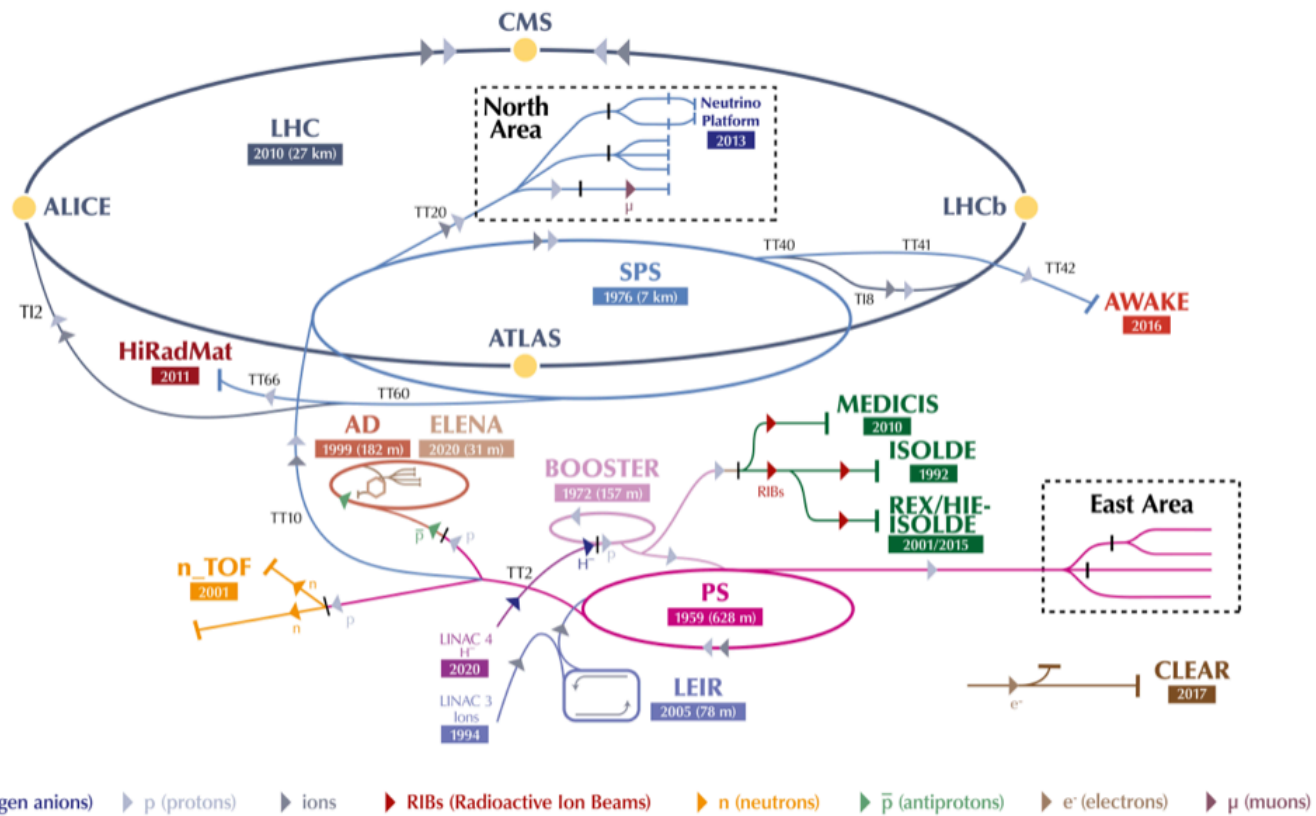 CMS
North
Area
Neutrino
Platform
2013
LHC
2010 (27 km)
ALICE
LHCb
TT20
μ
TT40
TT41
TT42
SPS
1976 (7 km)
TI8
AWAKE
2016
TI2
ATLAS
HiRadMat
2011
TT66
TT60
MEDICIS
2010
AD
1999 (182 m)
ELENA
2020 (31 m)
ISOLDE
1992
BOOSTER
1972 (157 m)
RIBs
REX/HIE-
ISOLDE
2001/2015
East Area
TT10
p̅
p
H⁻
p
n_TOF
2001
n
n
p
TT2
PS
1959 (628 m)
LINAC 4
H⁻
2020
LINAC 3
Ions
1994
LEIR
2005 (78 m)
CLEAR
2017
e⁻
gen anions)
p (protons)
ions
RIBs (Radioactive Ion Beams)
n (neutrons)
p̅ (antiprotons)
e⁻ (electrons)
μ (muons)